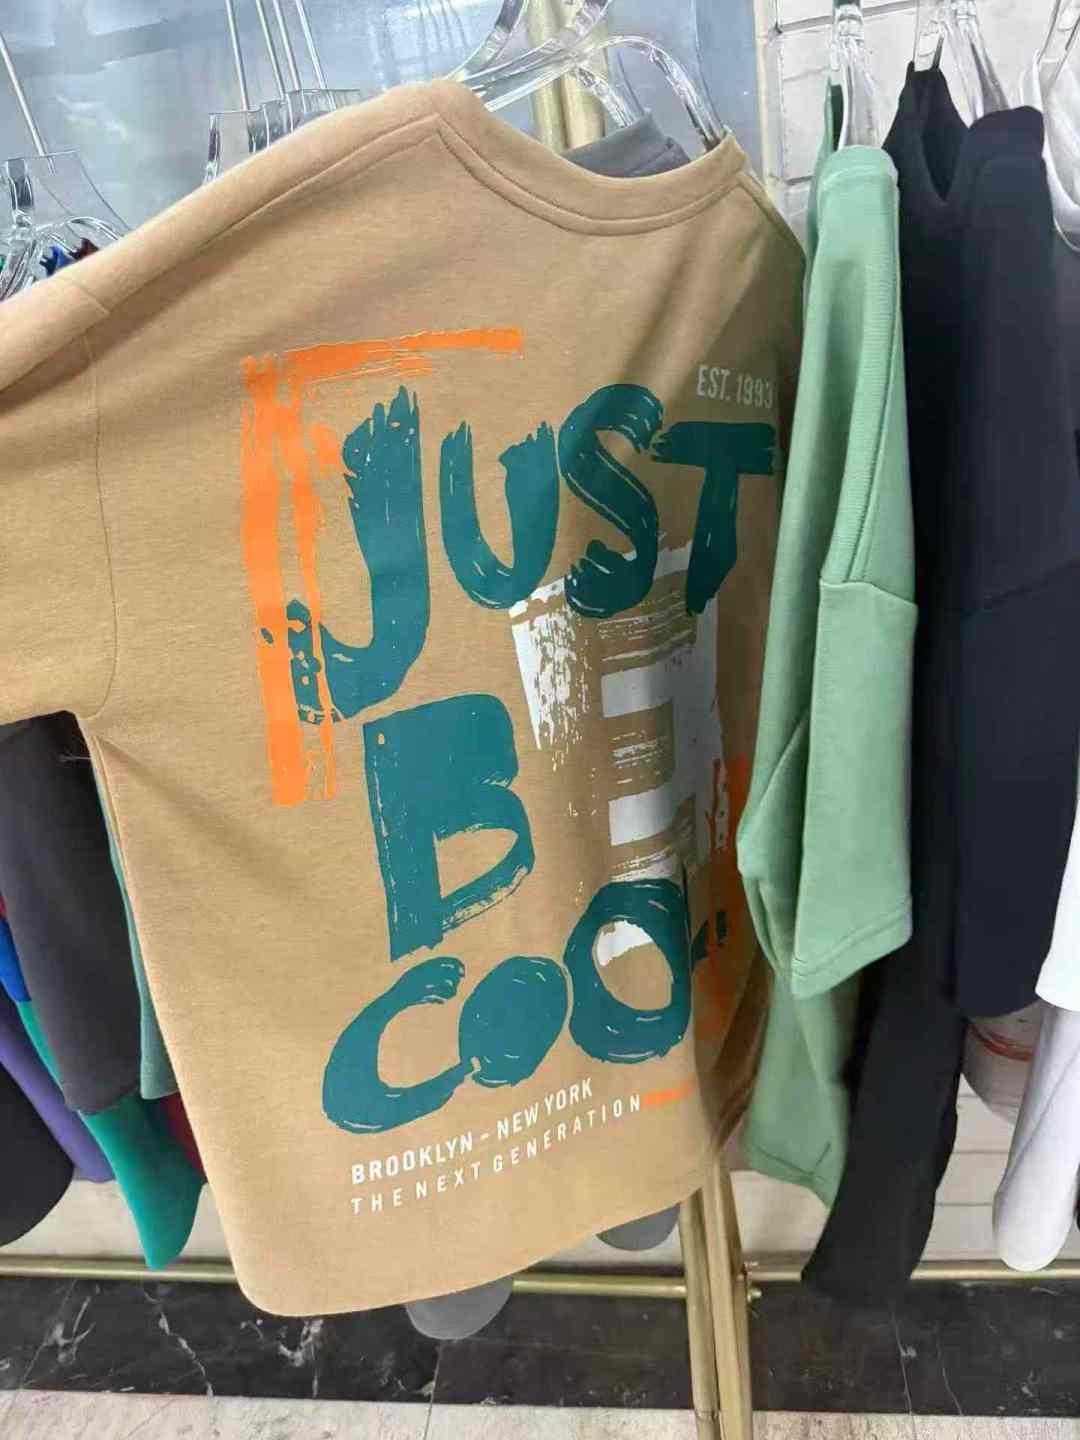 EST. 1993
JUST
BE
COO
BROOKLYN - NEW YORK
THE NEXT GENERATION